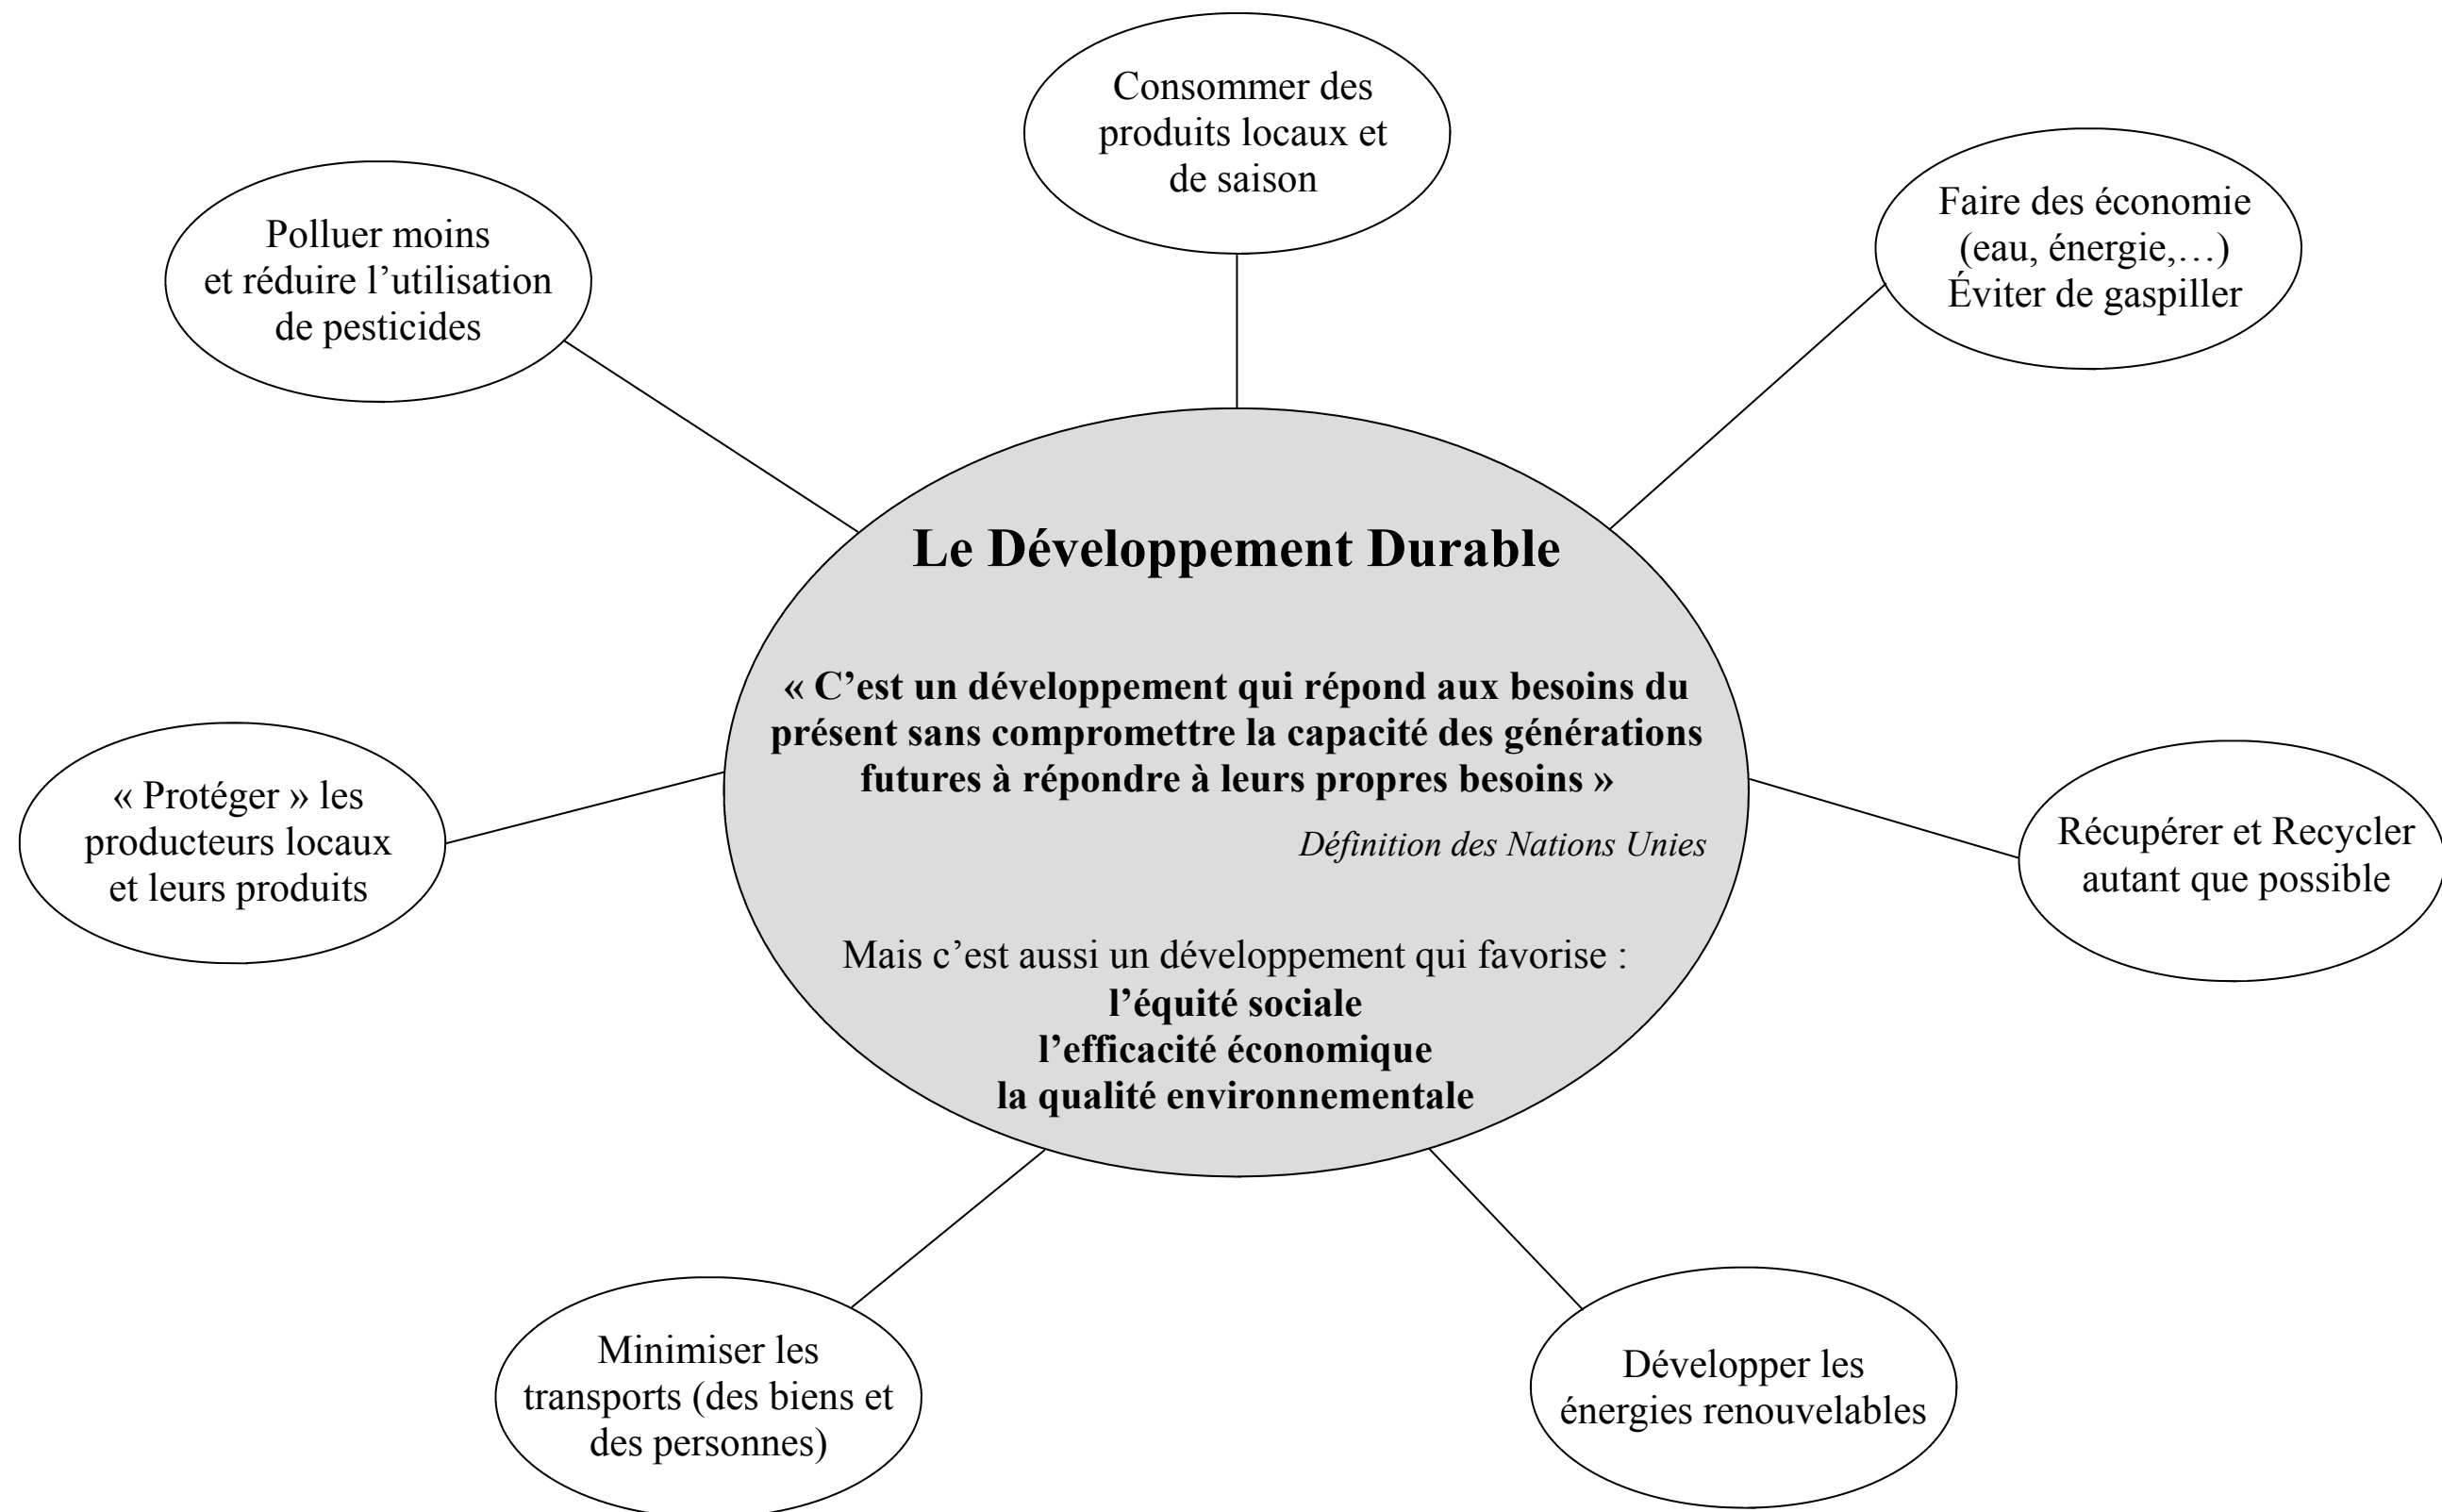 Consommer des
produits locaux et
de saison
Faire des économie
(eau, énergie,…)
Éviter de gaspiller
Polluer moins
et réduire l’utilisation
de pesticides
Le Développement Durable
« C’est un développement qui répond aux besoins du
présent sans compromettre la capacité des générations
futures à répondre à leurs propres besoins »
Définition des Nations Unies
Mais c’est aussi un développement qui favorise :
l’équité sociale
l’efficacité économique
la qualité environnementale
« Protéger » les
producteurs locaux
et leurs produits
Récupérer et Recycler
autant que possible
Minimiser les
transports (des biens et
des personnes)
Développer les
énergies renouvelables